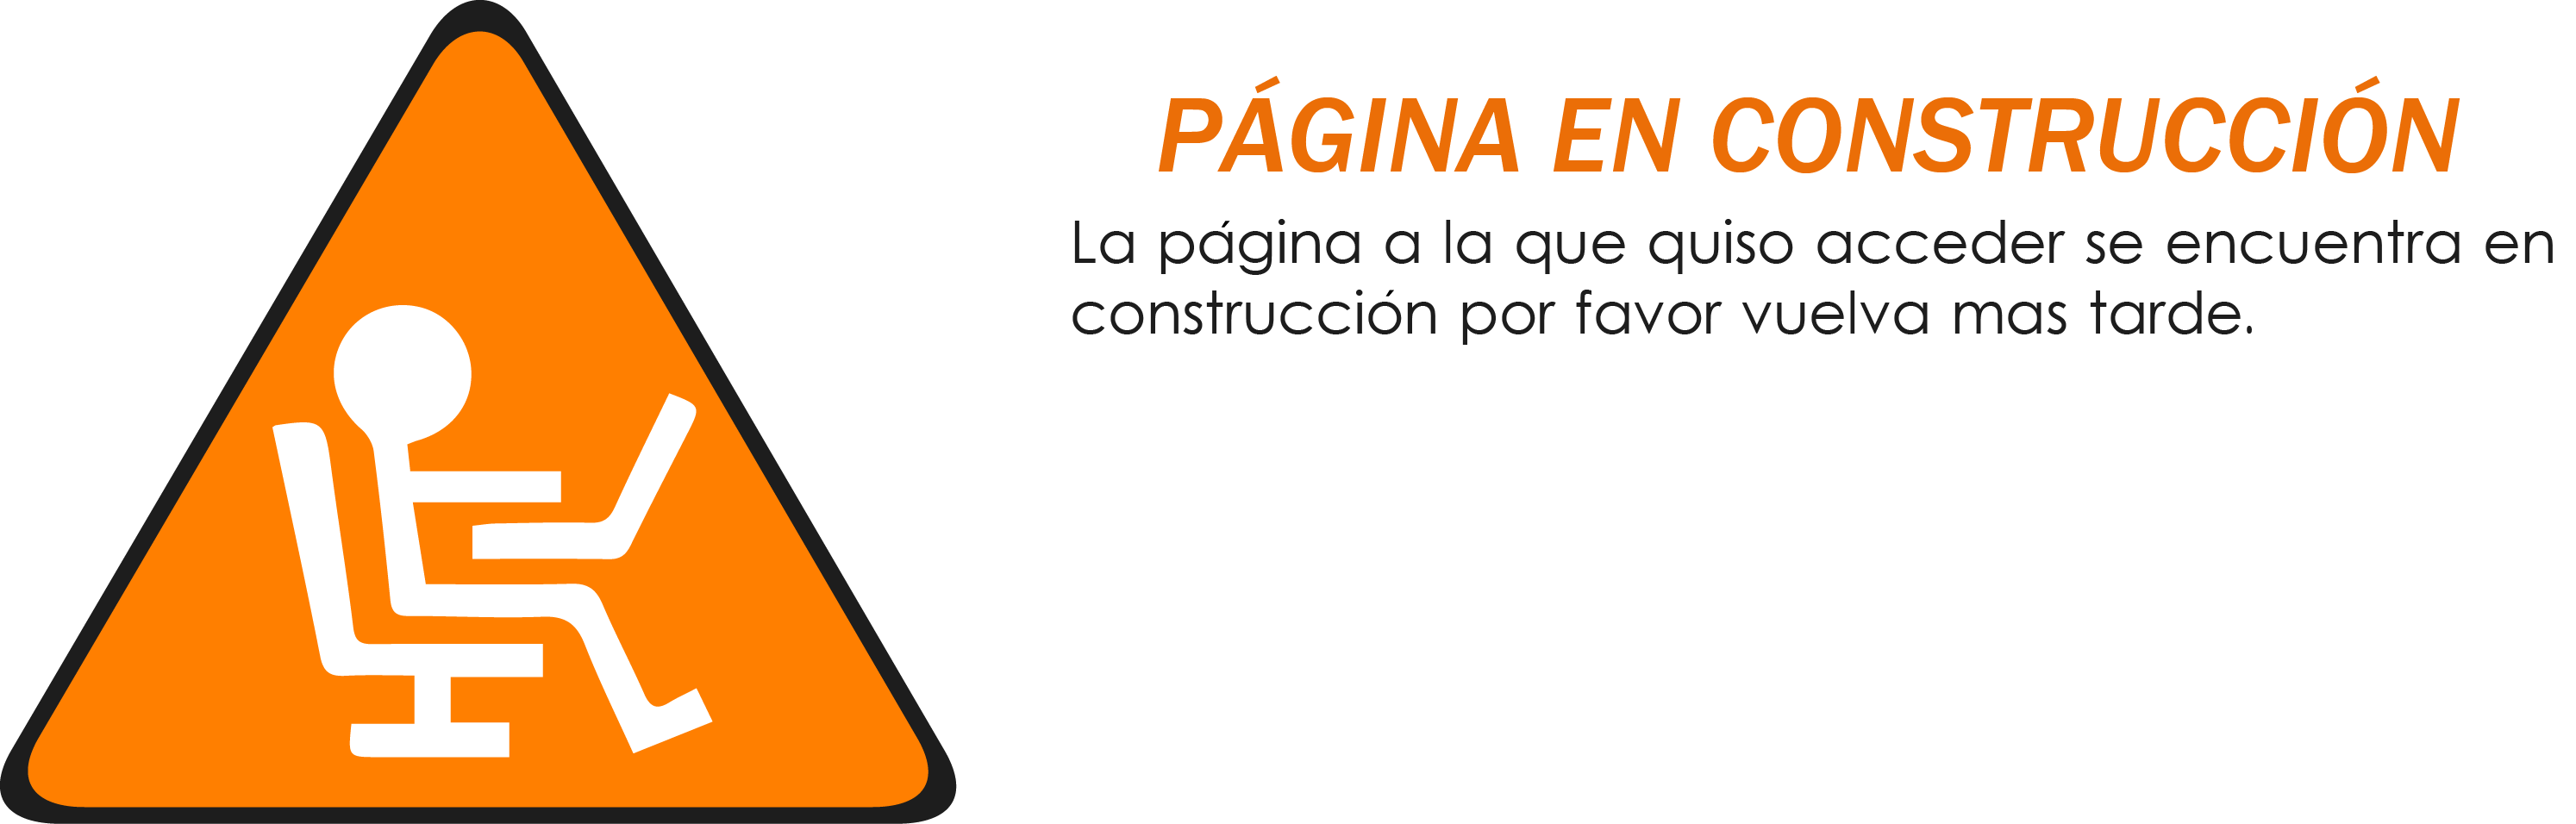 PÁGINA EN CONSTRUCCIÓN
La página a la que quiso acceder se encuentra en
construcción por favor vuelva mas tarde.